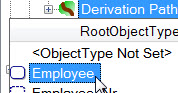 Derivation Path
RootObjectType
<ObjectType Not Set>
Employee